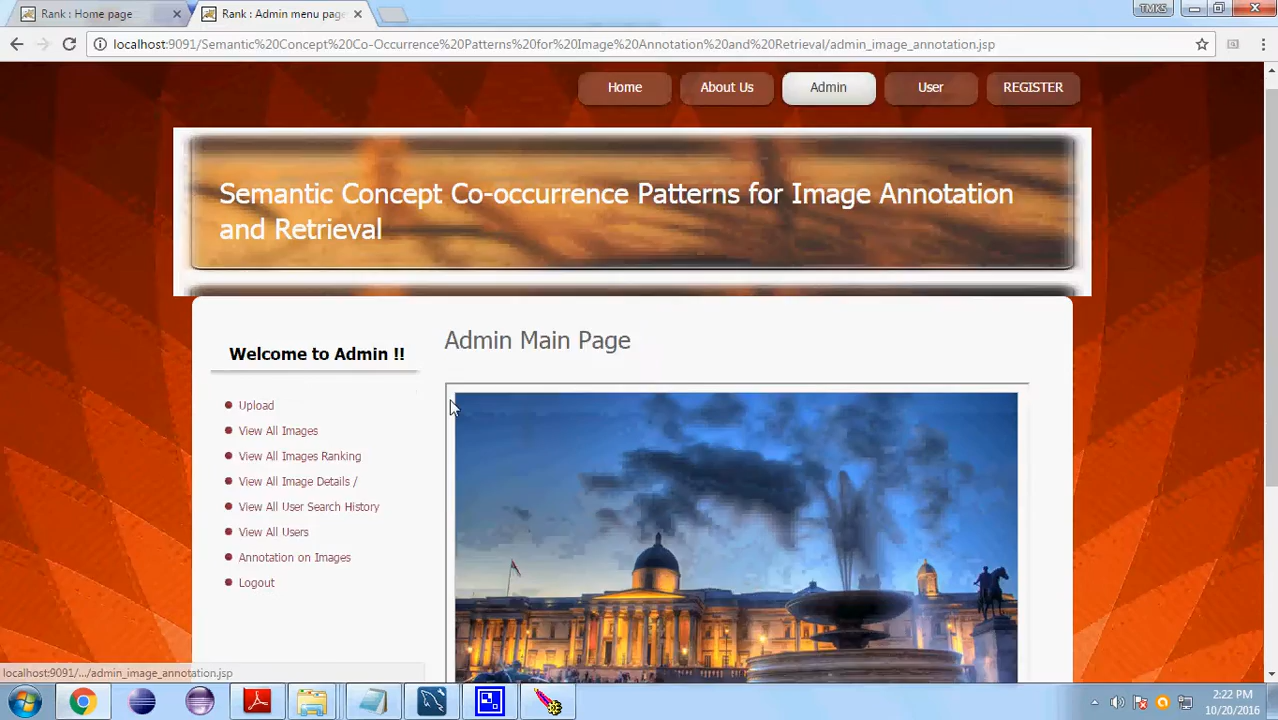 TMKS
Rank : Home page
Rank : Admin menu page
localhost:9091/Semantic%20Concept%20Co-Occurrence%20Patterns%20for%20Image%20Annotation%20and%20Retrieval/admin_image_annotation.jsp
Home
About Us
Admin
User
REGISTER
Semantic Concept Co-occurrence Patterns for Image Annotation
and Retrieval
Welcome to Admin !!
Admin Main Page
Upload
View All Images
View All Images Ranking
View All Image Details /
View All User Search History
View All Users
Annotation on Images
Logout
localhost:9091/.../admin_image_annotation.jsp
2:22 PM
10/20/2016